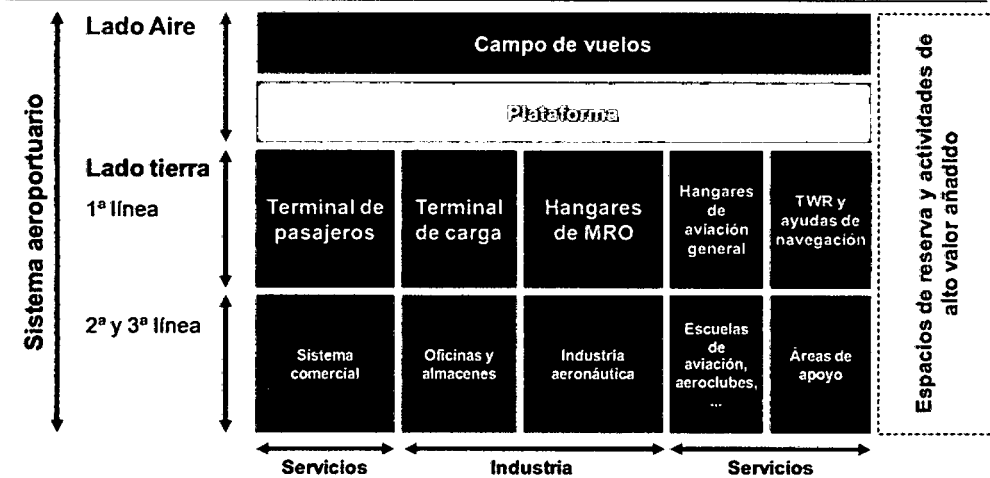 Sistema aeroportuario
Lado Aire
Campo de vuelos
Plataforma
Lado tierra
1ª línea
Terminal de
pasajeros
Terminal
de carga
Hangares
de MRO
Hangares
de
aviación
general
TWR y
ayudas de
navegación
2ª y 3ª línea
Sistema
comercial
Oficinas y
almacenes
Industria
aeronáutica
Escuelas
de
aviación,
aeroclubes,
...
Áreas de
apoyo
Servicios
Industria
Servicios
Espacios de reserva y actividades de
alto valor añadido